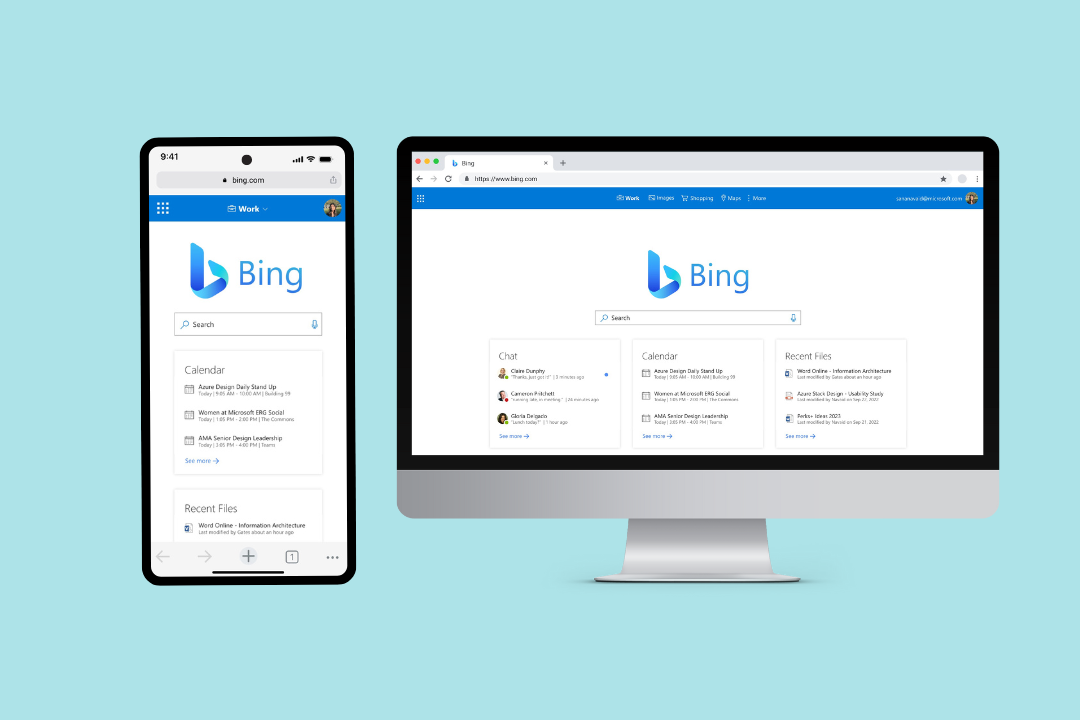 9:41
bing.com
Work
Bing
Search
Calendar
Azure Design Daily Stand Up
Today | 9:05 AM - 10:00 AM | Building 99
Women at Microsoft ERG Social
Today | 1:05 PM - 2:00 PM | The Commons
AMA Senior Design Leadership
Today | 3:05 PM - 4:00 PM | Teams
See more →
Recent Files
Word Online - Information Architecture
Last modified by Gates about an hour ago
1
Bing
https://www.bing.com
Work Images Shopping Maps More
Bing
Search
Chat
Claire Dunphy
"Thanks, just got it!" | 3 minutes ago
Cameron Pritchett
"Running late, in meeting" | 24 minutes ago
Gloria Delgado
"Lunch today?" | 1 hour ago
See more →
Calendar
Azure Design Daily Stand Up
Today | 9:05 AM - 10:00 AM | Building 99
Women at Microsoft ERG Social
Today | 1:05 PM - 2:00 PM | The Commons
AMA Senior Design Leadership
Today | 3:05 PM - 4:00 PM | Teams
See more →
Recent Files
Word Online - Information Architecture
Last modified by Gates about an hour ago
Azure Stack Design - Usability Study
Last modified by Navaid on Sep 27, 2022
Perks+ Ideas 2023
Last modified by Navaid on Sep 21, 2022
See more →